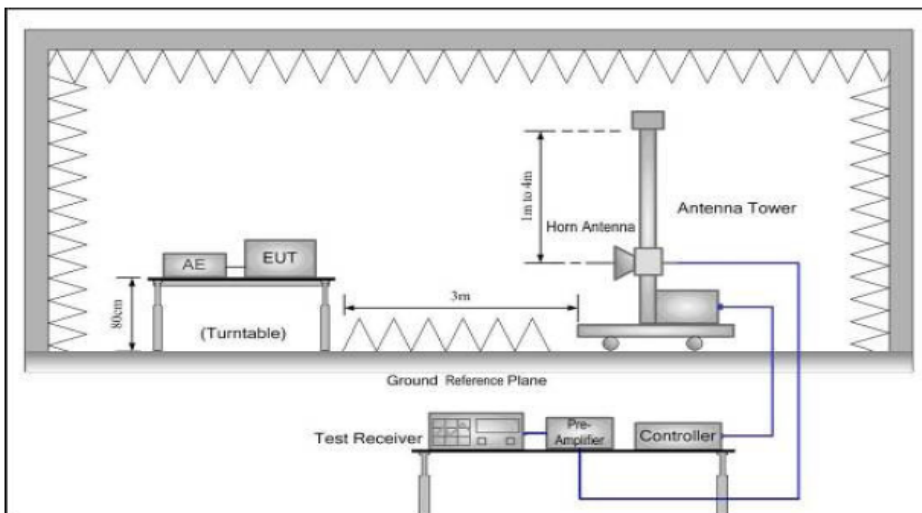 1m to 4m
Horn Antenna
Antenna Tower
AE
EUT
80cm
(Turntable)
3m
Ground Reference Plane
Test Receiver
Pre-
Amplifier
Controller